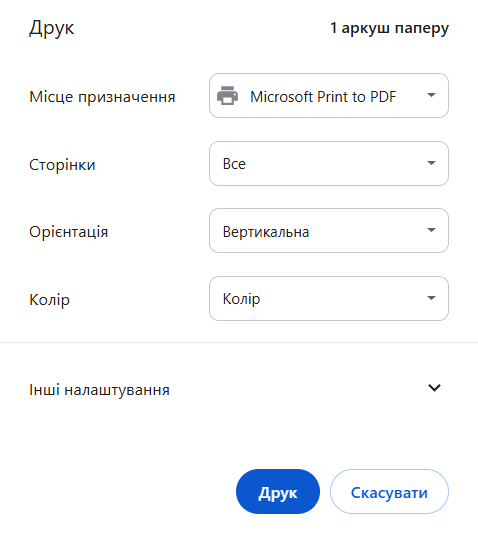 Друк
1 аркуш паперу
Місце призначення
Microsoft Print to PDF
Сторінки
Все
Орієнтація
Вертикальна
Колір
Колір
Інші налаштування
Друк
Скасувати